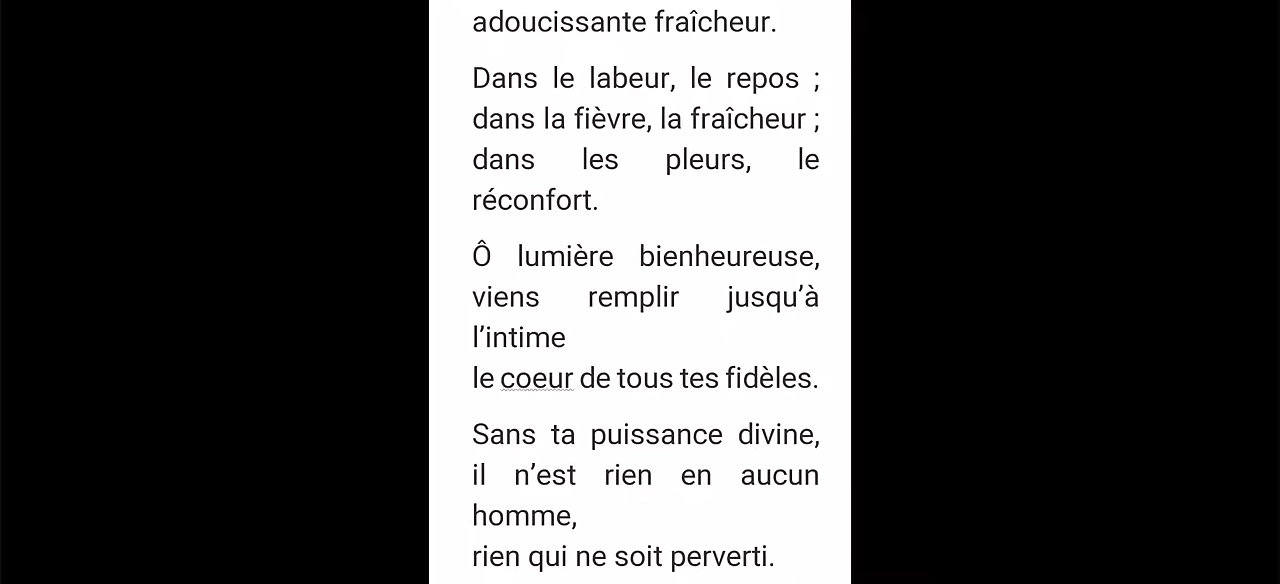 adoucissante fraîcheur.
Dans le labeur, le repos ;
dans la fièvre, la fraîcheur ;
dans les pleurs, le
réconfort.
Ô lumière bienheureuse,
viens remplir jusqu’à
l’intime
le coeur de tous tes fidèles.
Sans ta puissance divine,
il n’est rien en aucun
homme,
rien qui ne soit perverti.